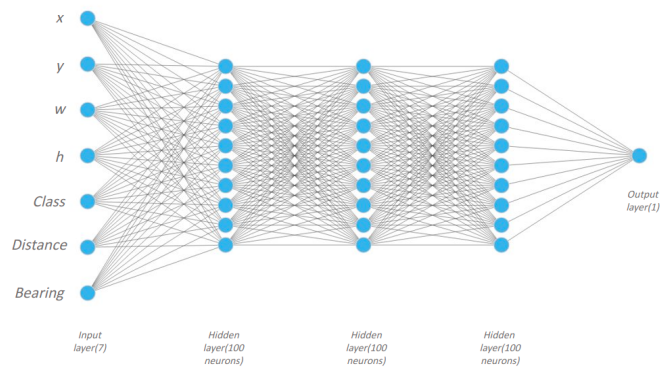 x
y
w
h
Class
Distance
Bearing
Input
layer(7)
Hidden
layer(100
neurons)
Hidden
layer(100
neurons)
Hidden
layer(100
neurons)
Output
layer(1)